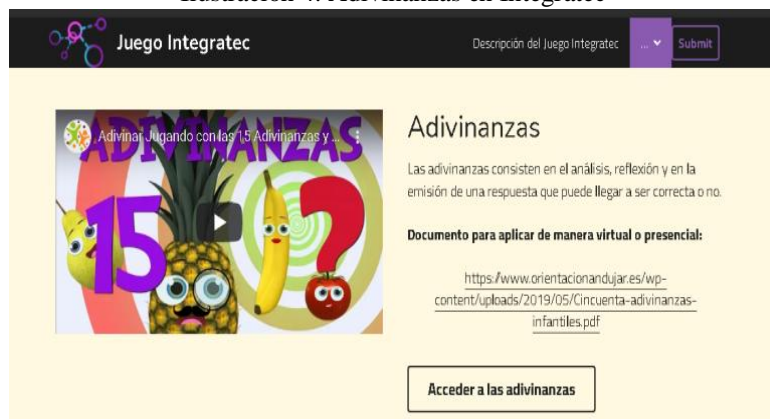 Juego Integratec
Descripción del Juego Integratec
...
Submit
Adivinar Jugando con las 15 Adivinanzas y ...
ADIVINANZAS
15
?
Adivinanzas
Las adivinanzas consisten en el análisis, reflexión y en la
emisión de una respuesta que puede llegar a ser correcta o no.
Documento para aplicar de manera virtual o presencial:
https://www.orientacionandujar.es/wp-
content/uploads/2019/05/Cincuenta-adivinanzas-
infantiles.pdf
Acceder a las adivinanzas